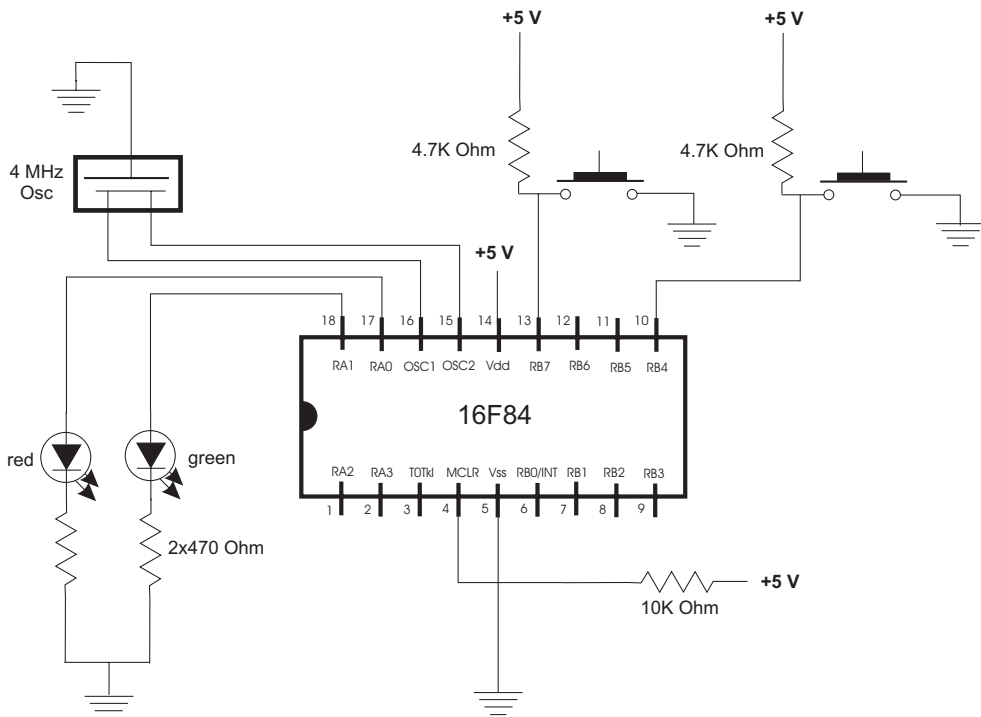 +5 V
+5 V
4.7K Ohm
4.7K Ohm
4 MHz
Osc
+5 V
18 17 16 15 14 13 12 11 10
RA1 RA0 OSC1 OSC2 Vdd RB7 RB6 RB5 RB4
16F84
red
green
RA2 RA3 T0Tkl MCLR Vss RB0/INT RB1 RB2 RB3
1 2 3 4 5 6 7 8 9
2x470 Ohm
+5 V
10K Ohm